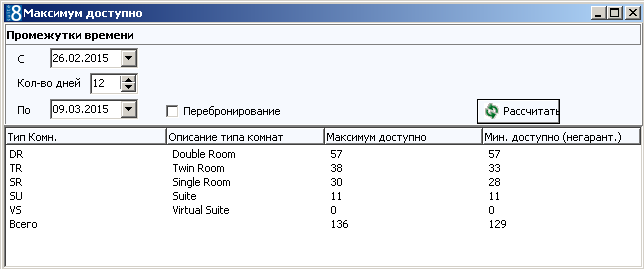 8 Максимум доступно
Промежутки времени
С 26.02.2015
Кол-во дней 12
По 09.03.2015 Перебронирование Рассчитать
Тип Комн. Описание типа комнат Максимум доступно Мин. доступно (негарант.)
DR Double Room 57 57
TR Twin Room 38 33
SR Single Room 30 28
SU Suite 11 11
VS Virtual Suite 0 0
Всего 136 129